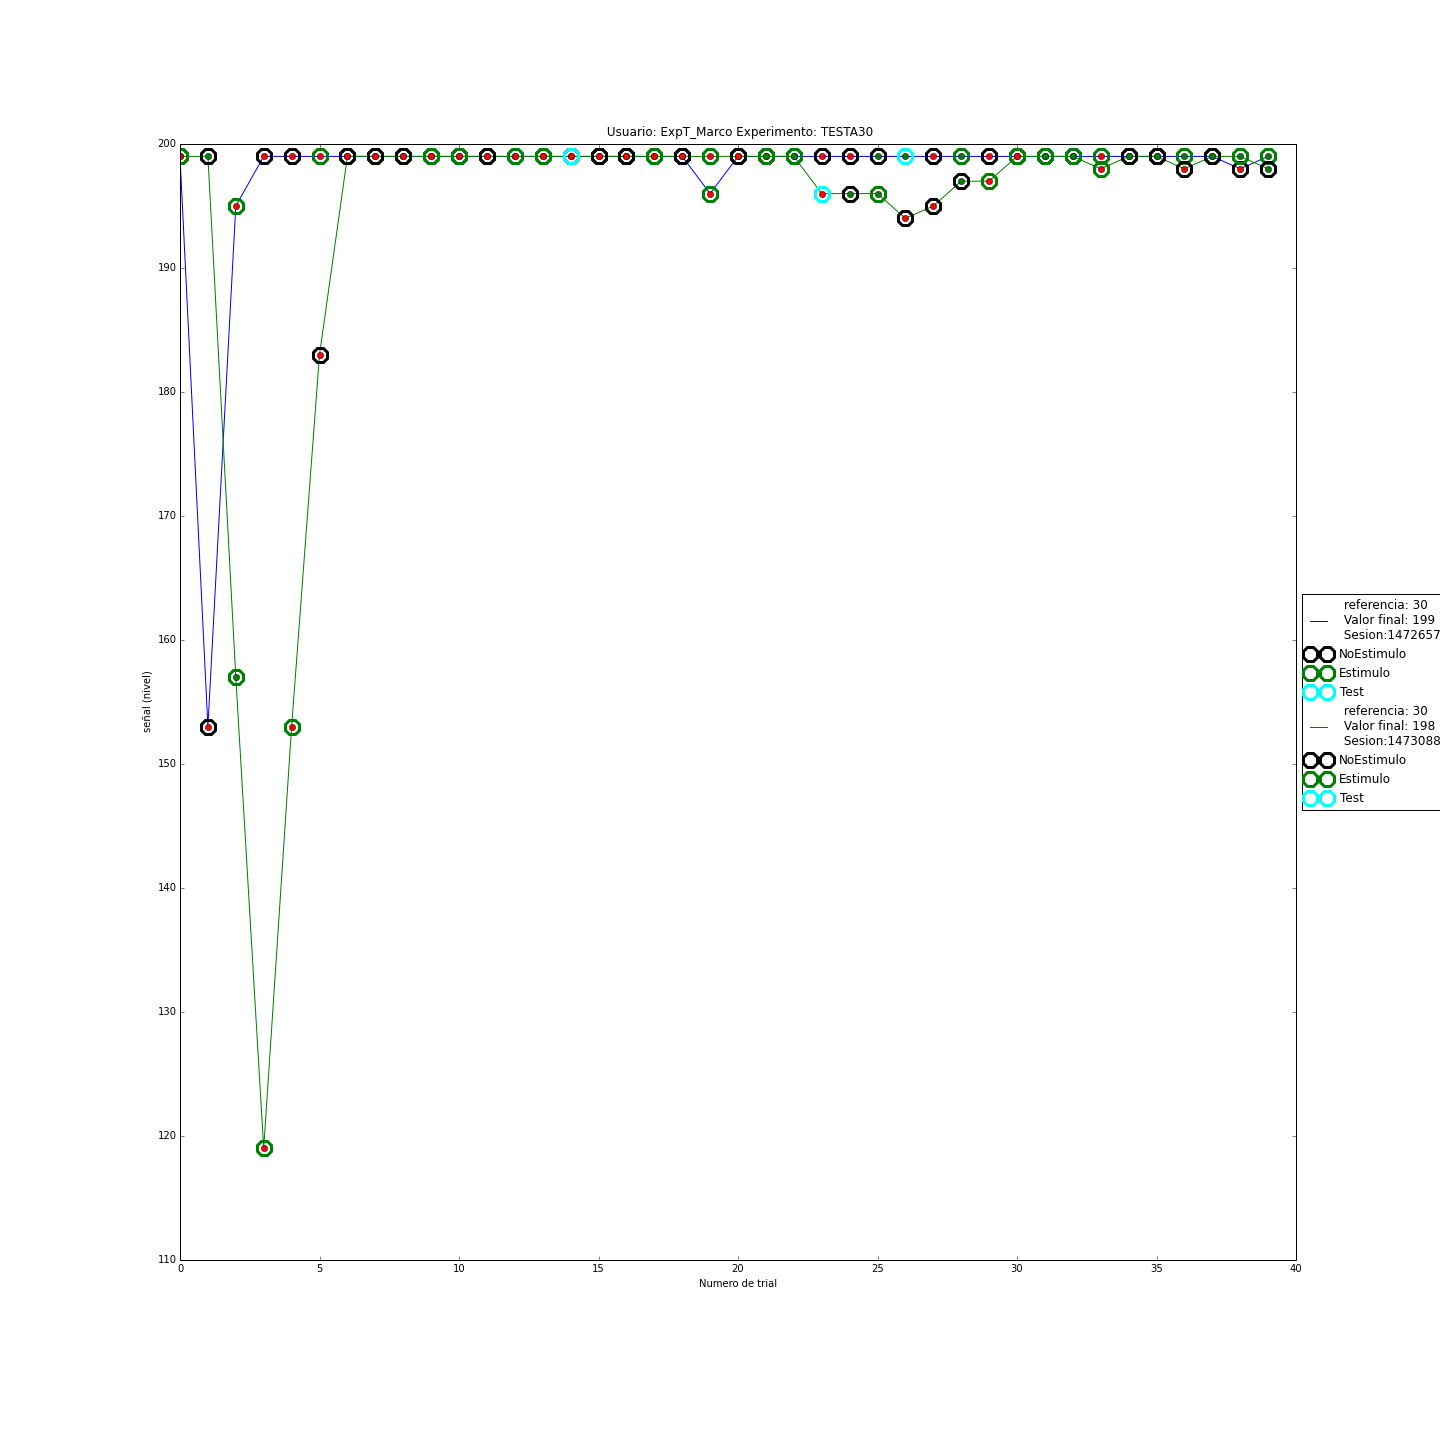 Usuario: ExpT_Marco Experimento: TESTA30
200
190
180
170
160
150
140
130
120
110
señal (nivel)
0 5 10 15 20 25 30 35 40
Numero de trial
referencia: 30
Valor final: 199
Sesion:1472657
NoEstimulo
Estimulo
Test
referencia: 30
Valor final: 198
Sesion:1473088
NoEstimulo
Estimulo
Test